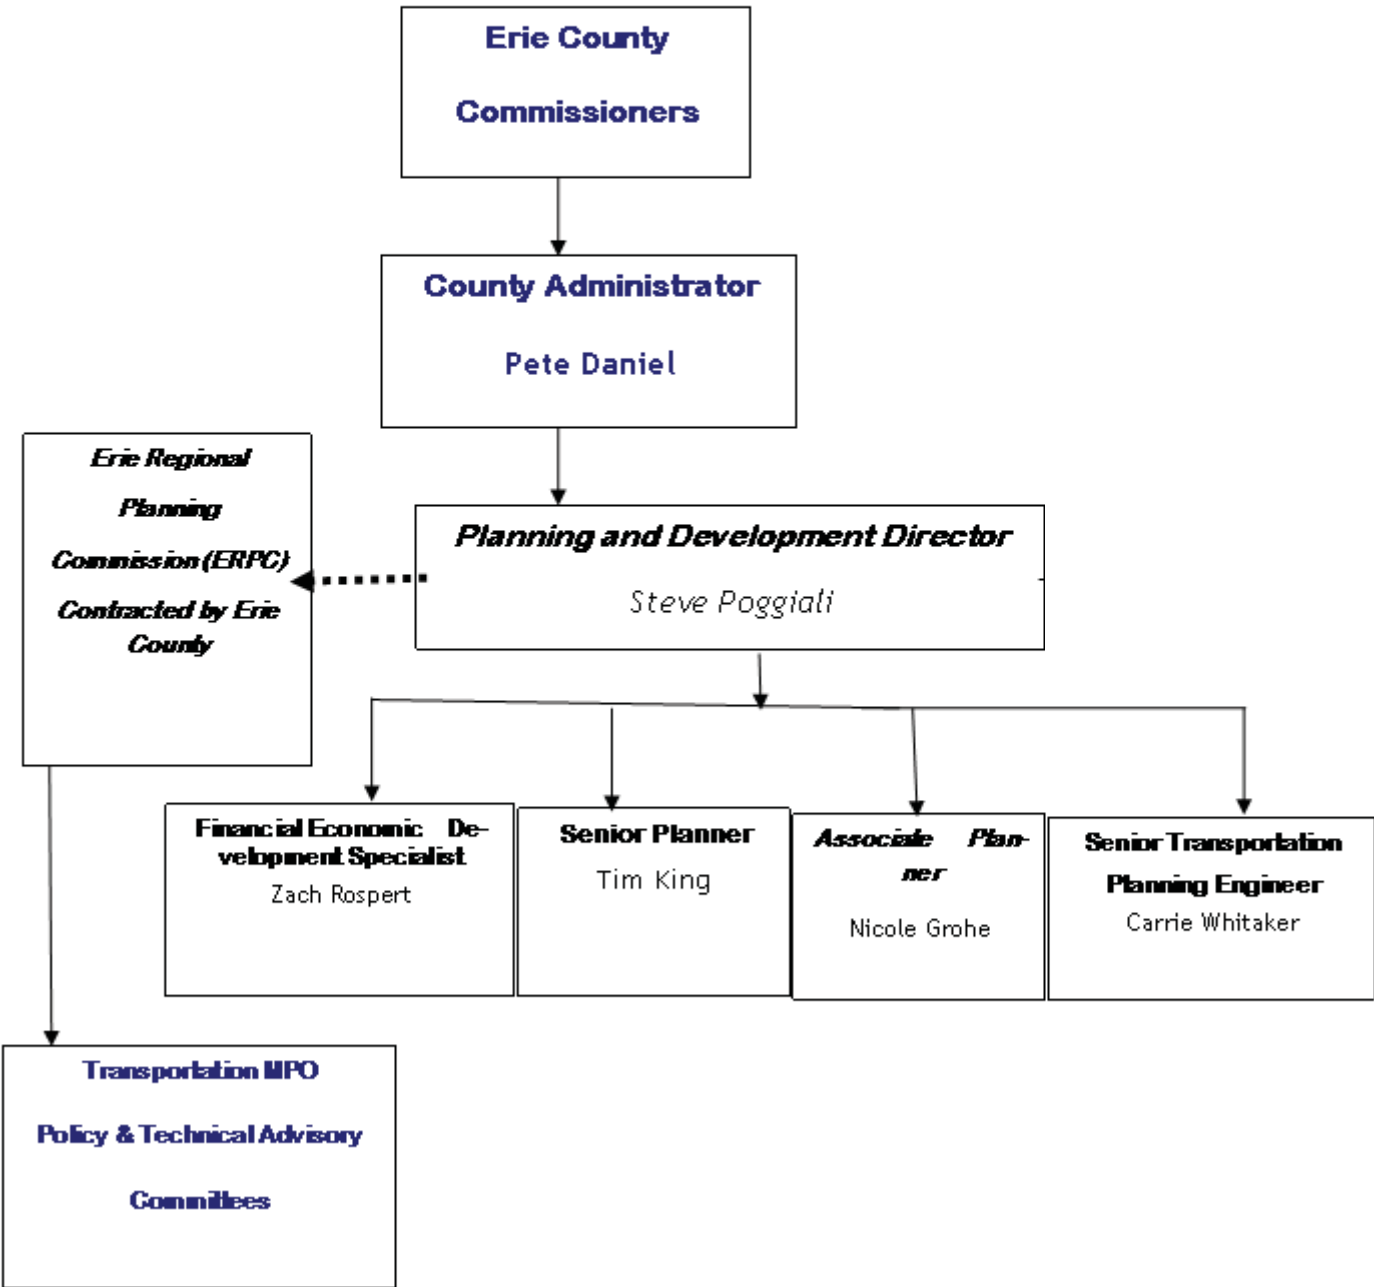 Erie County
Commissioners
County Administrator
Pete Daniel
Erie Regional
Planning
Commission (ERPC)
Contracted by Erie
County
Planning and Development Director
Steve Poggiali
Financial Economic De-
velopment Specialist
Zach Rospert
Senior Planner
Tim King
Associate Plan-
ner
Nicole Grohe
Senior Transportation
Planning Engineer
Carrie Whitaker
Transportation MPO
Policy & Technical Advisory
Committees